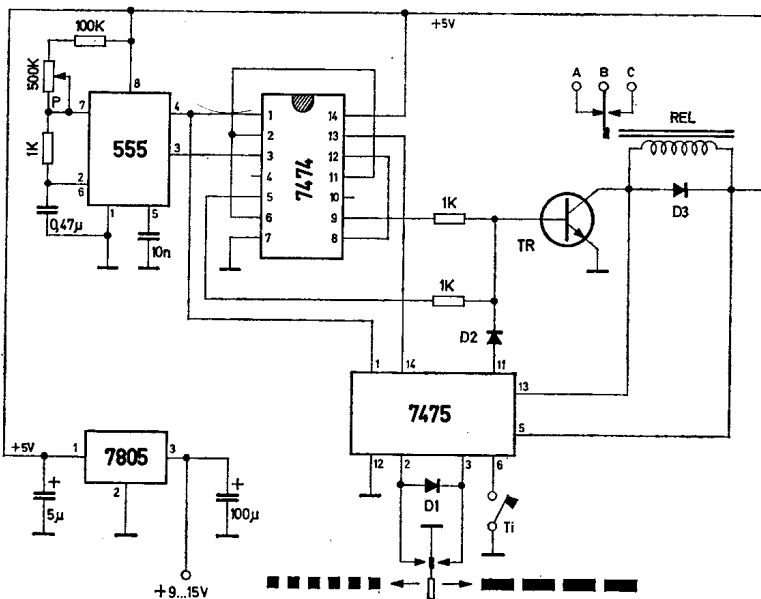 +5V
100K
500K
P
7
8
4
555
1K
3
2
6
1
5
0,47µ
10n
1
2
3
4
5
6
7
7474
14
13
12
11
10
9
8
A B C
REL
D3
1K
TR
1K
D2
1
14
11
13
7475
5
12
2
3
6
D1
Ti
+5V
1
7805
3
2
+
5µ
+
100µ
+9...15V